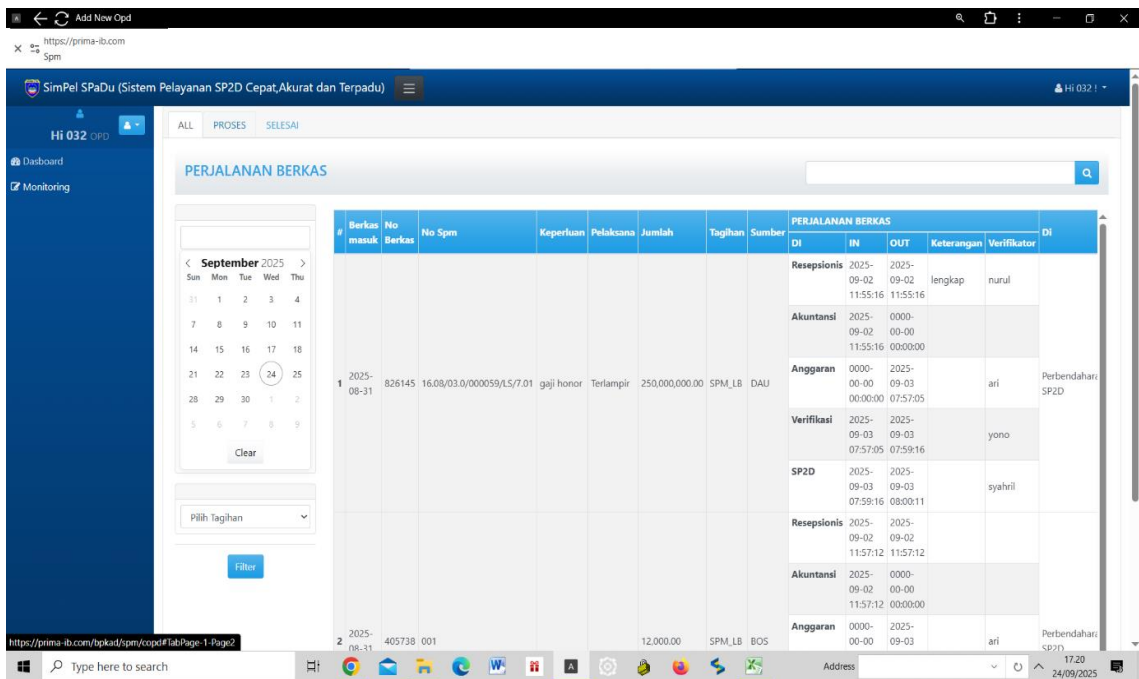 Add New Opd
https://prima-ib.com
Spm
SimPel SPaDu (Sistem Pelayanan SP2D Cepat,Akurat dan Terpadu)
Hi 032 !
Hi 032 OPD
Dasboard
Monitoring
ALL PROSES SELESAI
PERJALANAN BERKAS
September 2025
Sun Mon Tue Wed Thu
31 1 2 3 4
7 8 9 10 11
14 15 16 17 18
21 22 23 24 25
28 29 30 1 2
5 6 7 8 9
Clear
Pilih Tagihan
Filter
# Berkas masuk No Berkas No Spm Keperluan Pelaksana Jumlah Tagihan Sumber PERJALANAN BERKAS Di
DI IN OUT Keterangan Verifikator
1 2025-08-31 826145 16.08/03.0/000059/LS/7.01 gaji honor Terlampir 250,000,000.00 SPM_LB DAU
Resepsionis 2025-09-02 11:55:16 2025-09-02 11:55:16 lengkap nurul
Akuntansi 2025-09-02 11:55:16 0000-00-00 00:00:00
Anggaran 0000-00-00 00:00:00 2025-09-03 07:57:05 ari
Verifikasi 2025-09-03 07:57:05 2025-09-03 07:59:16 yono
SP2D 2025-09-03 07:59:16 2025-09-03 08:00:11 syahril
SP2D
2 2025-08-31 405738 001 12,000.00 SPM_LB BOS
Resepsionis 2025-09-02 11:57:12 2025-09-02 11:57:12
Akuntansi 2025-09-02 11:57:12 0000-00-00 00:00:00
Anggaran 0000-00-00 2025-09-03 ari
SP2D
https://prima-ib.com/bpkad/spm/copd#TabPage-1-Page2
Type here to search
Address
17.20
24/09/2025